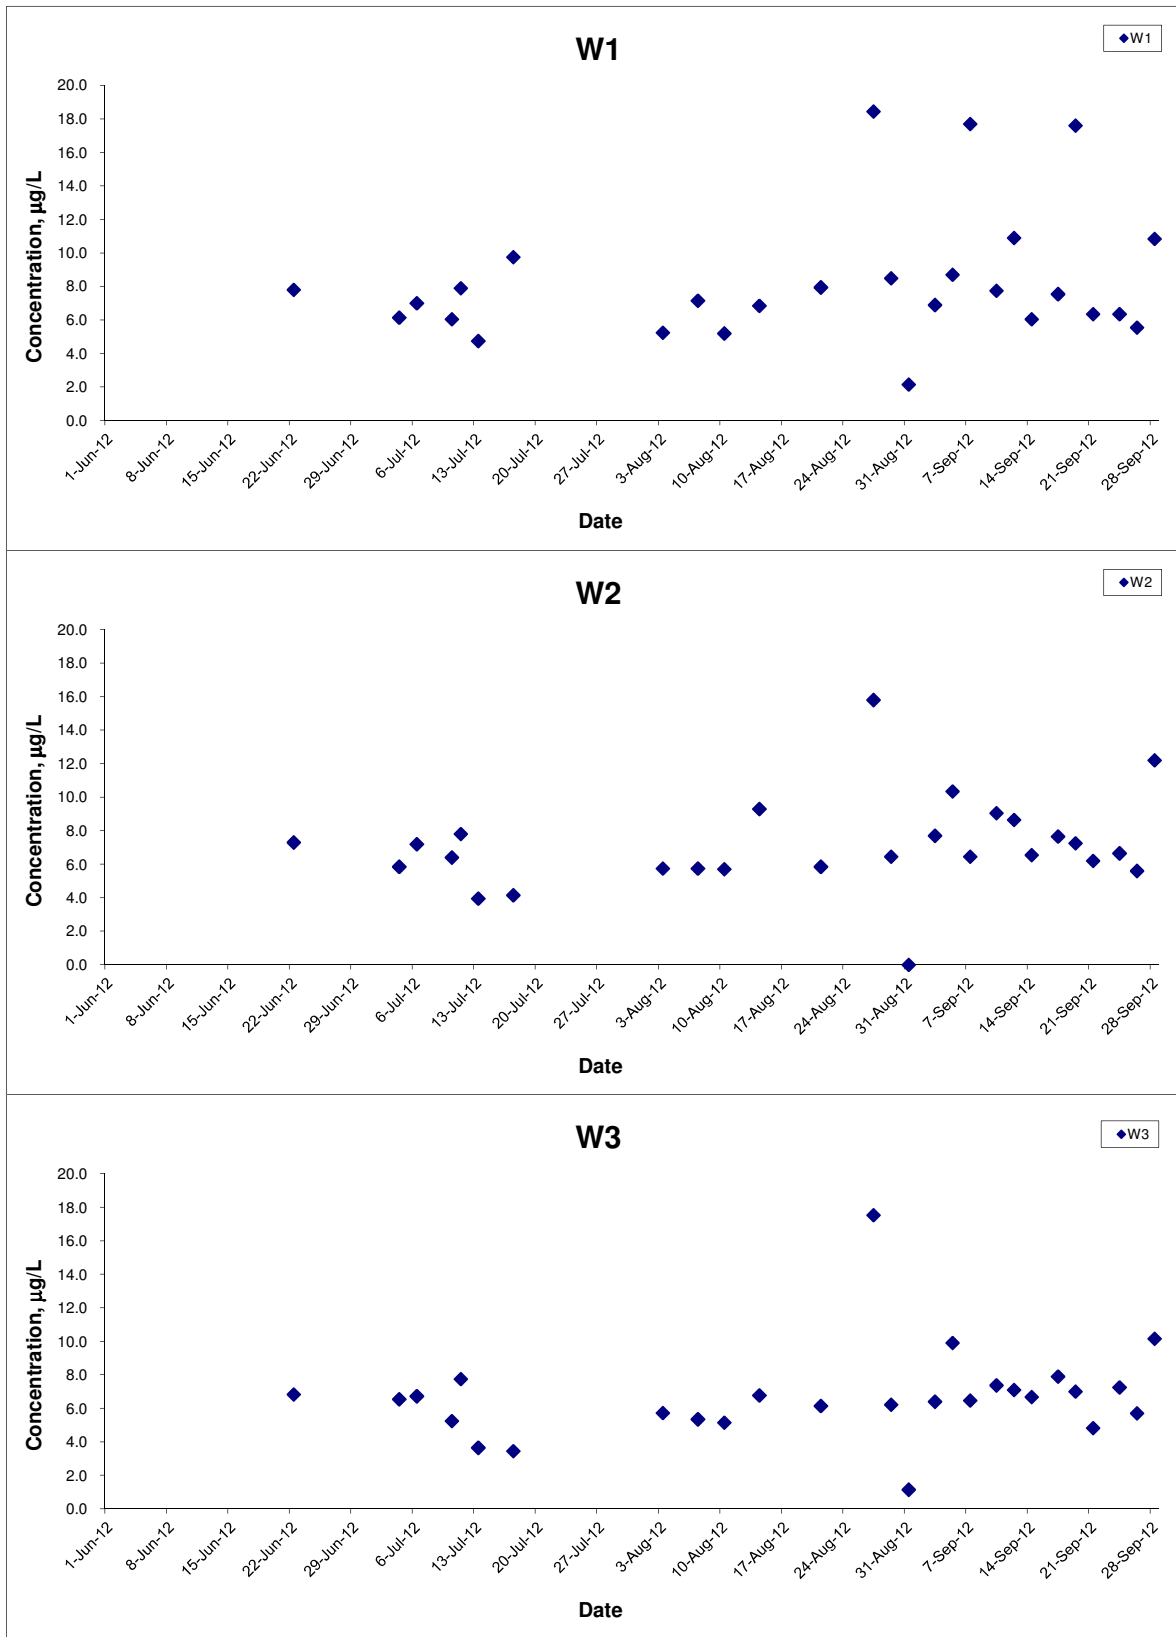 W1
W1
20.0
18.0
16.0
14.0
12.0
10.0
8.0
6.0
4.0
2.0
0.0
Concentration, µg/L
1-Jun-12
8-Jun-12
15-Jun-12
22-Jun-12
29-Jun-12
6-Jul-12
13-Jul-12
20-Jul-12
27-Jul-12
3-Aug-12
10-Aug-12
17-Aug-12
24-Aug-12
31-Aug-12
7-Sep-12
14-Sep-12
21-Sep-12
28-Sep-12
Date
W2
W2
20.0
18.0
16.0
14.0
12.0
10.0
8.0
6.0
4.0
2.0
0.0
Concentration, µg/L
1-Jun-12
8-Jun-12
15-Jun-12
22-Jun-12
29-Jun-12
6-Jul-12
13-Jul-12
20-Jul-12
27-Jul-12
3-Aug-12
10-Aug-12
17-Aug-12
24-Aug-12
31-Aug-12
7-Sep-12
14-Sep-12
21-Sep-12
28-Sep-12
Date
W3
W3
20.0
18.0
16.0
14.0
12.0
10.0
8.0
6.0
4.0
2.0
0.0
Concentration, µg/L
1-Jun-12
8-Jun-12
15-Jun-12
22-Jun-12
29-Jun-12
6-Jul-12
13-Jul-12
20-Jul-12
27-Jul-12
3-Aug-12
10-Aug-12
17-Aug-12
24-Aug-12
31-Aug-12
7-Sep-12
14-Sep-12
21-Sep-12
28-Sep-12
Date